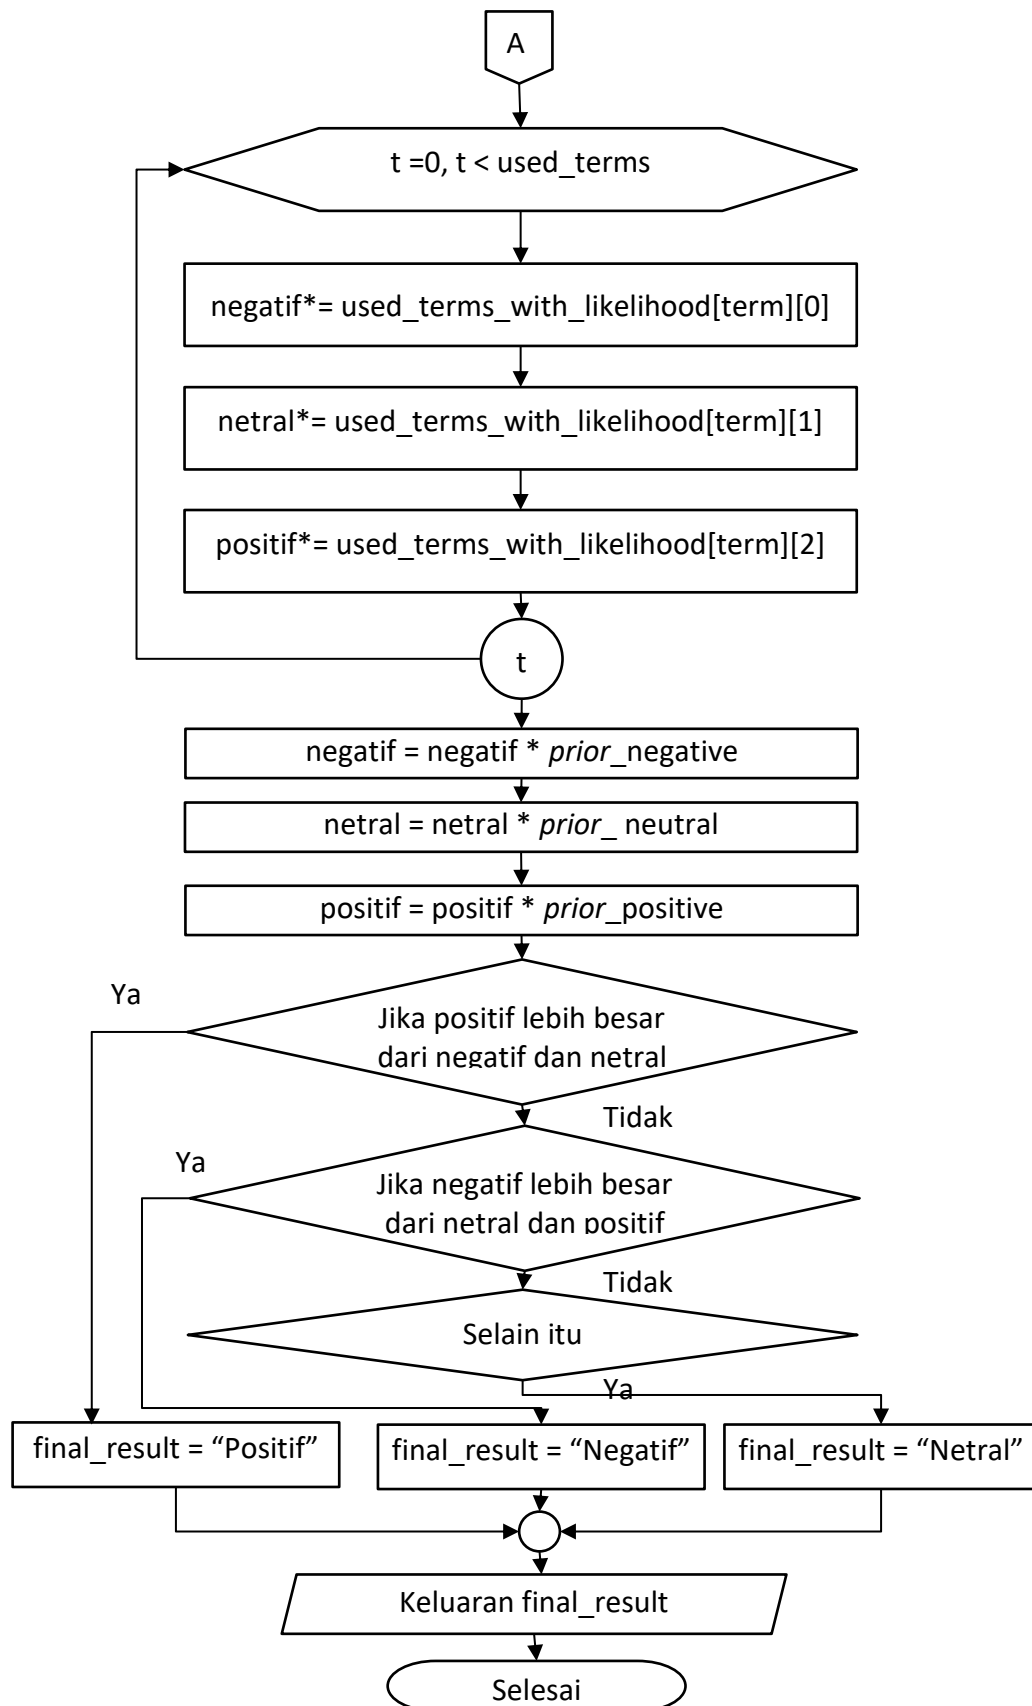 A
t =0, t < used_terms
negatif*= used_terms_with_likelihood[term][0]
netral*= used_terms_with_likelihood[term][1]
positif*= used_terms_with_likelihood[term][2]
t
negatif = negatif * prior_negative
netral = netral * prior_ neutral
positif = positif * prior_positive
Ya
Jika positif lebih besar
dari negatif dan netral
Tidak
Ya
Jika negatif lebih besar
dari netral dan positif
Tidak
Selain itu
Ya
final_result = “Positif”
final_result = “Negatif”
final_result = “Netral”
Keluaran final_result
Selesai